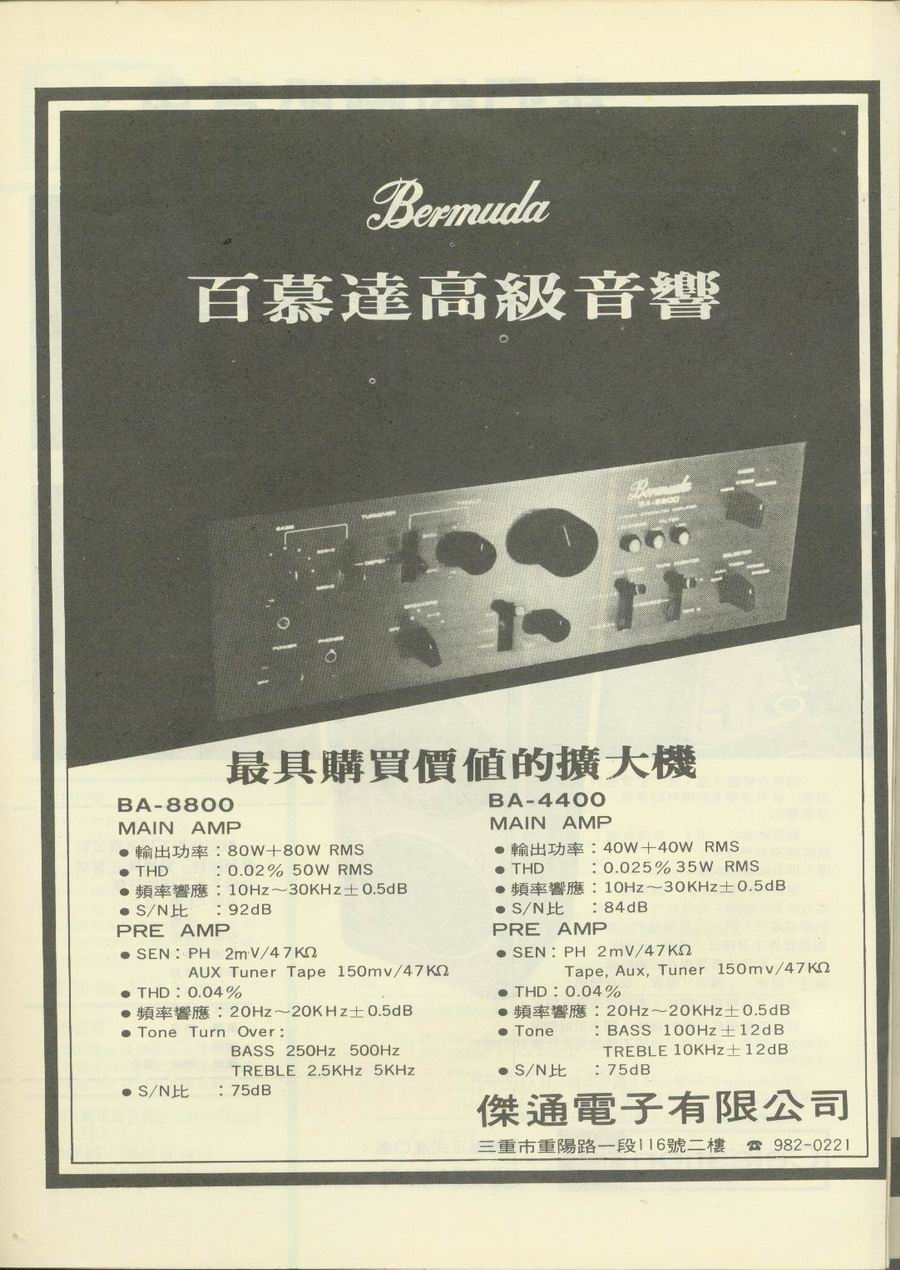 Bermuda
百慕達高級音響
BASS
TURNOVER
Bermuda
BA-8800
POWER
PHONES
最具購買價值的擴大機
BA-8800
MAIN AMP
●輸出功率：80W＋80W RMS
●THD ：0.02% 50W RMS
●頻率響應：10Hz～30KHz±0.5dB
●S/N比 ：92dB
PRE AMP
●SEN：PH 2mV/47KΩ
AUX Tuner Tape 150mv/47KΩ
●THD：0.04%
●頻率響應：20Hz～20KHz±0.5dB
●Tone Turn Over：
BASS 250Hz 500Hz
TREBLE 2.5KHz 5KHz
●S/N比 ：75dB
BA-4400
MAIN AMP
●輸出功率：40W＋40W RMS
●THD ：0.025% 35W RMS
●頻率響應：10Hz～30KHz±0.5dB
●S/N比 ：84dB
PRE AMP
●SEN：PH 2mV/47KΩ
Tape, Aux, Tuner 150mv/47KΩ
●THD：0.04%
●頻率響應：20Hz～20KHz±0.5dB
●Tone ：BASS 100Hz±12dB
TREBLE 10KHz±12dB
●S/N比 ：75dB
傑通電子有限公司
三重市重陽路一段116號二樓 ☎ 982-0221